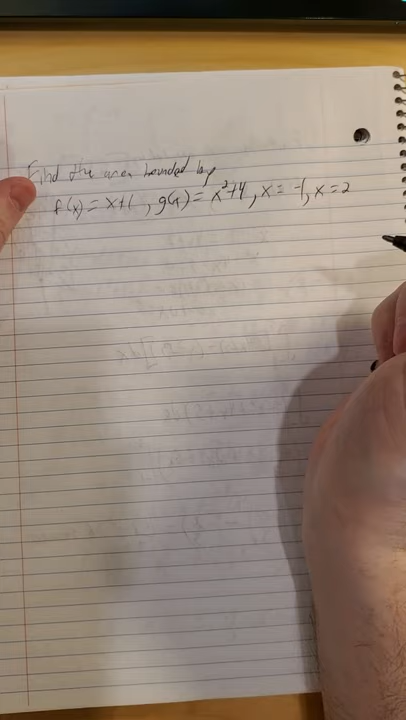 Find the area bounded by
f(x) = x+1, g(x) = x²+4, x = -1, x = 2